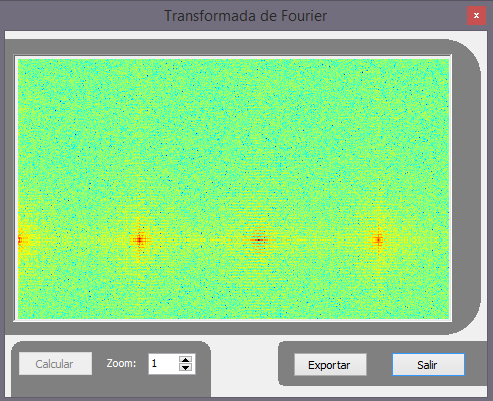 Transformada de Fourier
x
Calcular Zoom: 1 Exportar Salir